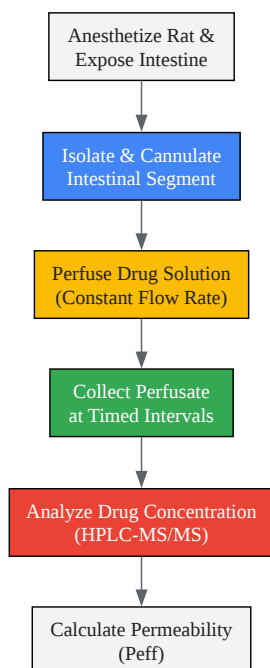 Anesthetize Rat &
Expose Intestine
Isolate & Cannulate
Intestinal Segment
Perfuse Drug Solution
(Constant Flow Rate)
Collect Perfusate
at Timed Intervals
Analyze Drug Concentration
(HPLC-MS/MS)
Calculate Permeability
(Peff)